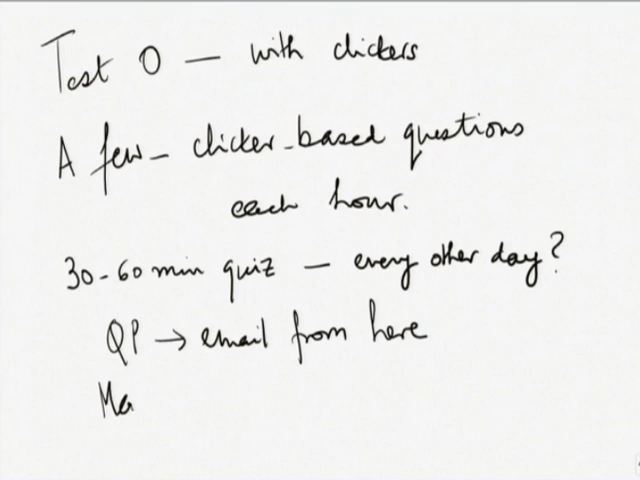 Test 0 — with clickers
A few - clicker-based questions
each hour.
30-60 min quiz — every other day?
QP → email from here
Ma